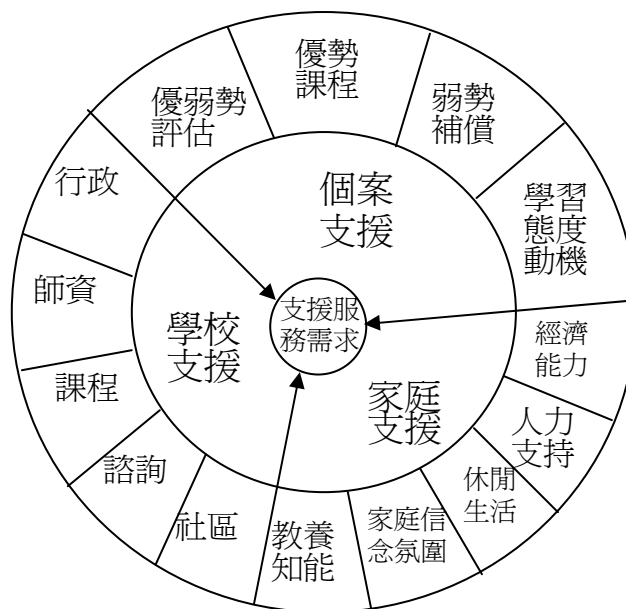 優勢
課程
優弱勢
評估
弱勢
補償
行政
個案
支援
學習
態度
動機
師資
學校
支援
支援服
務需求
經濟
能力
課程
家庭
支援
人力
支持
諮詢
休閒
生活
社區
教養
知能
家庭信
念氛圍